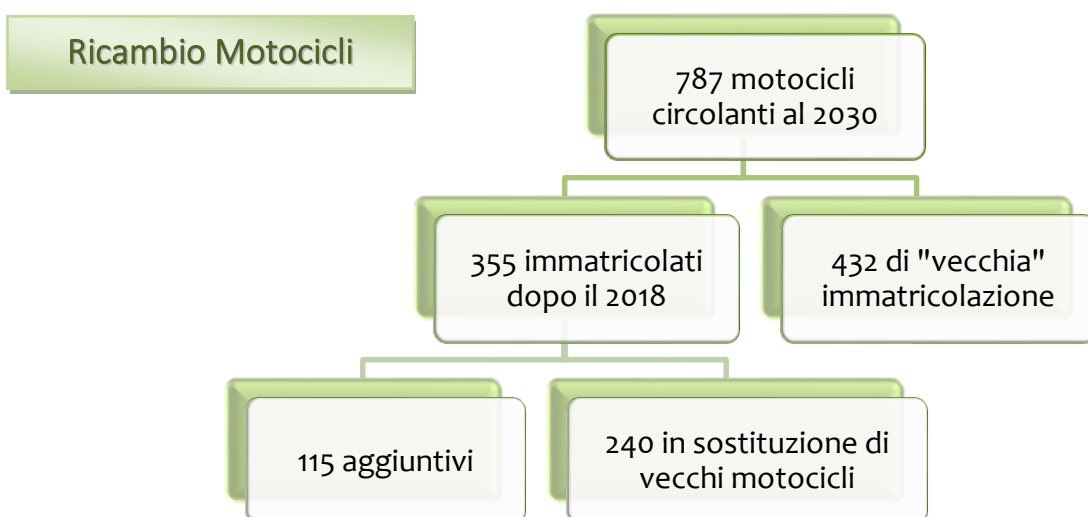 Ricambio Motocicli
787 motocicli
circolanti al 2030
355 immatricolati
dopo il 2018
432 di "vecchia"
immatricolazione
115 aggiuntivi
240 in sostituzione di
vecchi motocicli